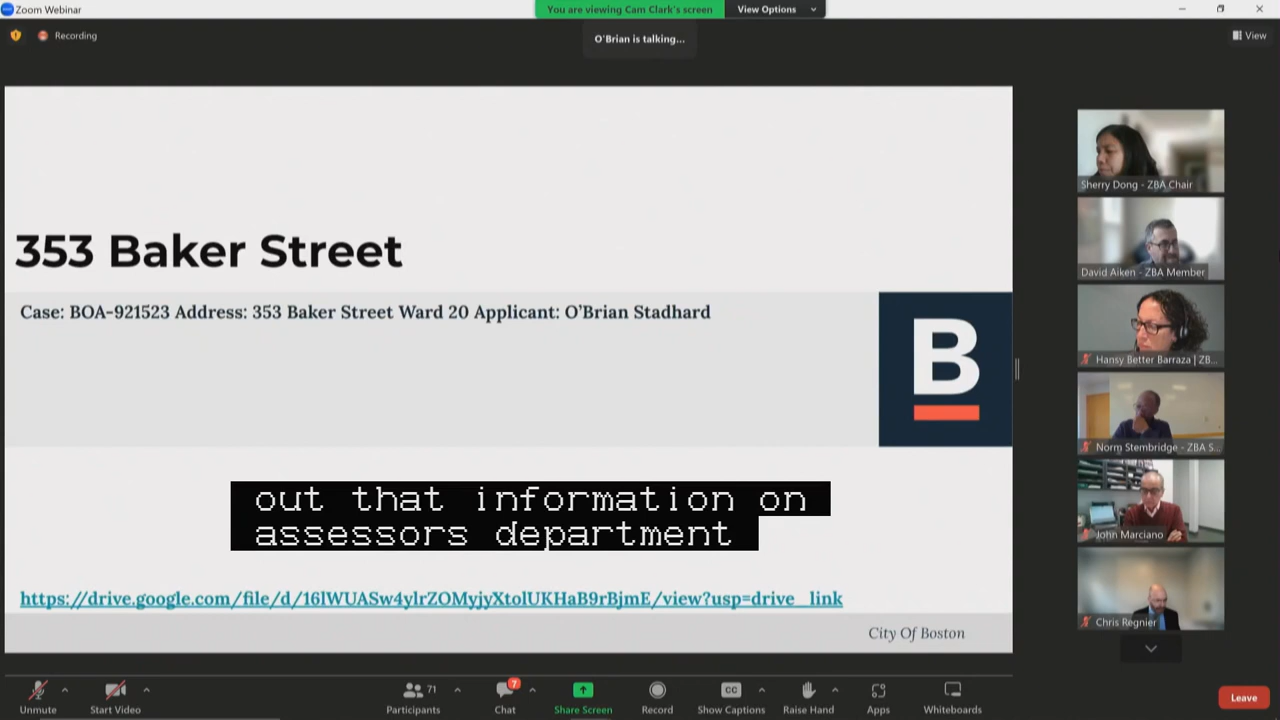 Zoom Webinar
You are viewing Cam Clark's screen
View Options
Recording
O'Brian is talking...
View
353 Baker Street
Case: BOA-921523 Address: 353 Baker Street Ward 20 Applicant: O'Brian Stadhard
B
out that information on
assessors department
https://drive.google.com/file/d/16lWUASw4ylrZOMyjyXtolUKHaB9rBjmE/view?usp=drive_link
City Of Boston
Sherry Dong - ZBA Chair
David Aiken - ZBA Member
Hansy Better Barraza | ZB...
Norm Stembridge - ZBA S...
John Marciano
Chris Regnier
Unmute
Start Video
71
Participants
7
Chat
Share Screen
Record
CC
Show Captions
Raise Hand
Apps
Whiteboards
Leave